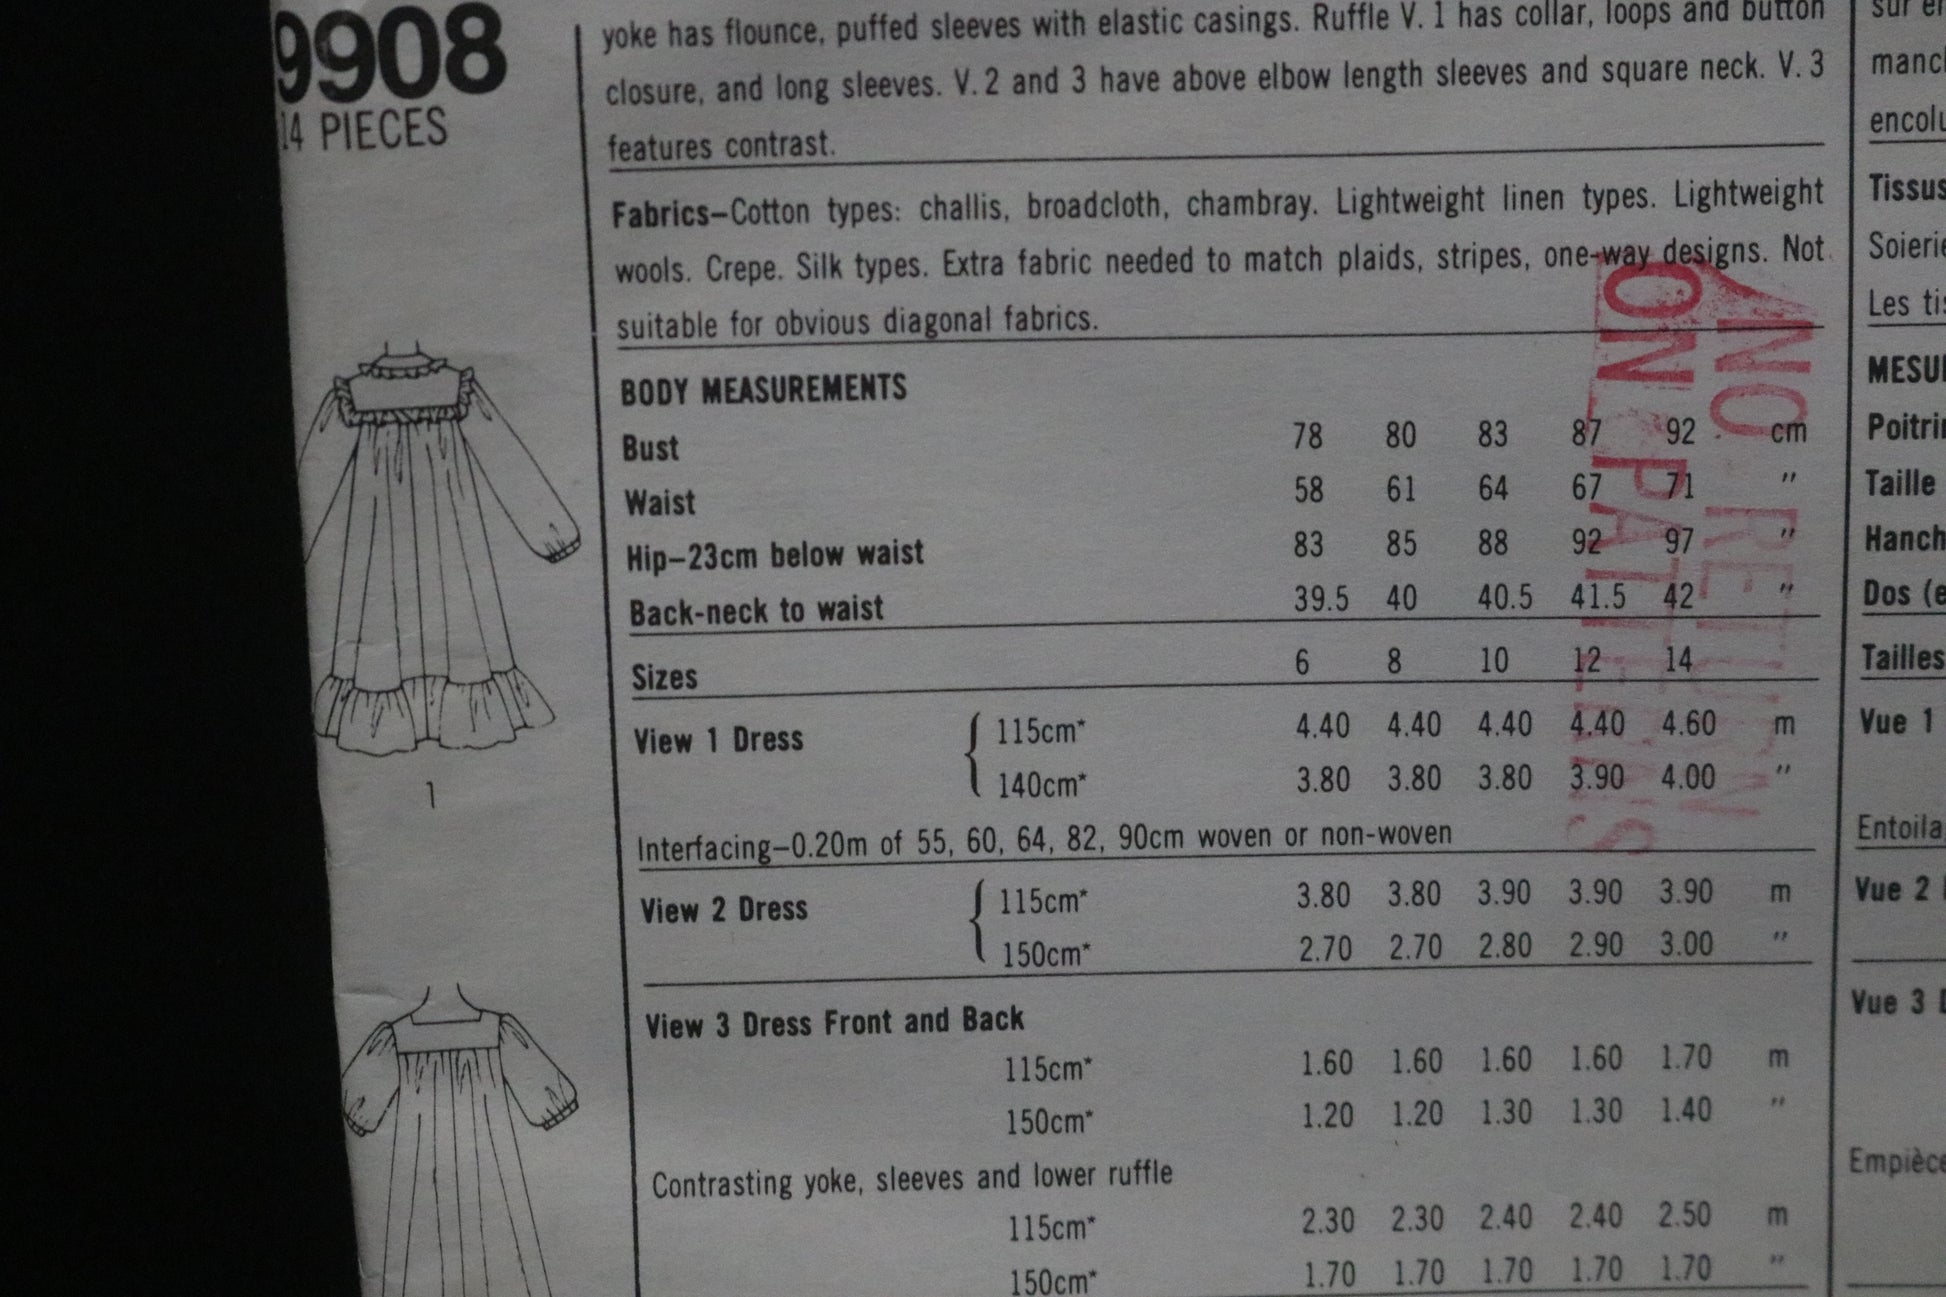 9908
14 PIECES
1
yoke has flounce, puffed sleeves with elastic casings. Ruffle V. 1 has collar, loops and button
closure, and long sleeves. V. 2 and 3 have above elbow length sleeves and square neck. V. 3
features contrast.
Fabrics–Cotton types: challis, broadcloth, chambray. Lightweight linen types. Lightweight
wools. Crepe. Silk types. Extra fabric needed to match plaids, stripes, one-way designs. Not
suitable for obvious diagonal fabrics.
BODY MEASUREMENTS
Bust 78 80 83 87 92 cm
Waist 58 61 64 67 71 "
Hip–23cm below waist 83 85 88 92 97 "
Back-neck to waist 39.5 40 40.5 41.5 42 "
Sizes 6 8 10 12 14
View 1 Dress { 115cm* 4.40 4.40 4.40 4.40 4.60 m
140cm* 3.80 3.80 3.80 3.90 4.00 "
Interfacing–0.20m of 55, 60, 64, 82, 90cm woven or non-woven
View 2 Dress { 115cm* 3.80 3.80 3.90 3.90 3.90 m
150cm* 2.70 2.70 2.80 2.90 3.00 "
View 3 Dress Front and Back
115cm* 1.60 1.60 1.60 1.60 1.70 m
150cm* 1.20 1.20 1.30 1.30 1.40 "
Contrasting yoke, sleeves and lower ruffle
115cm* 2.30 2.30 2.40 2.40 2.50 m
150cm* 1.70 1.70 1.70 1.70 1.70 "
NO RETURN
ON PATTERNS
sur
Tissus
Les
Taille
Dos
Tailles
Vue 1
Vue 2
Vue 3